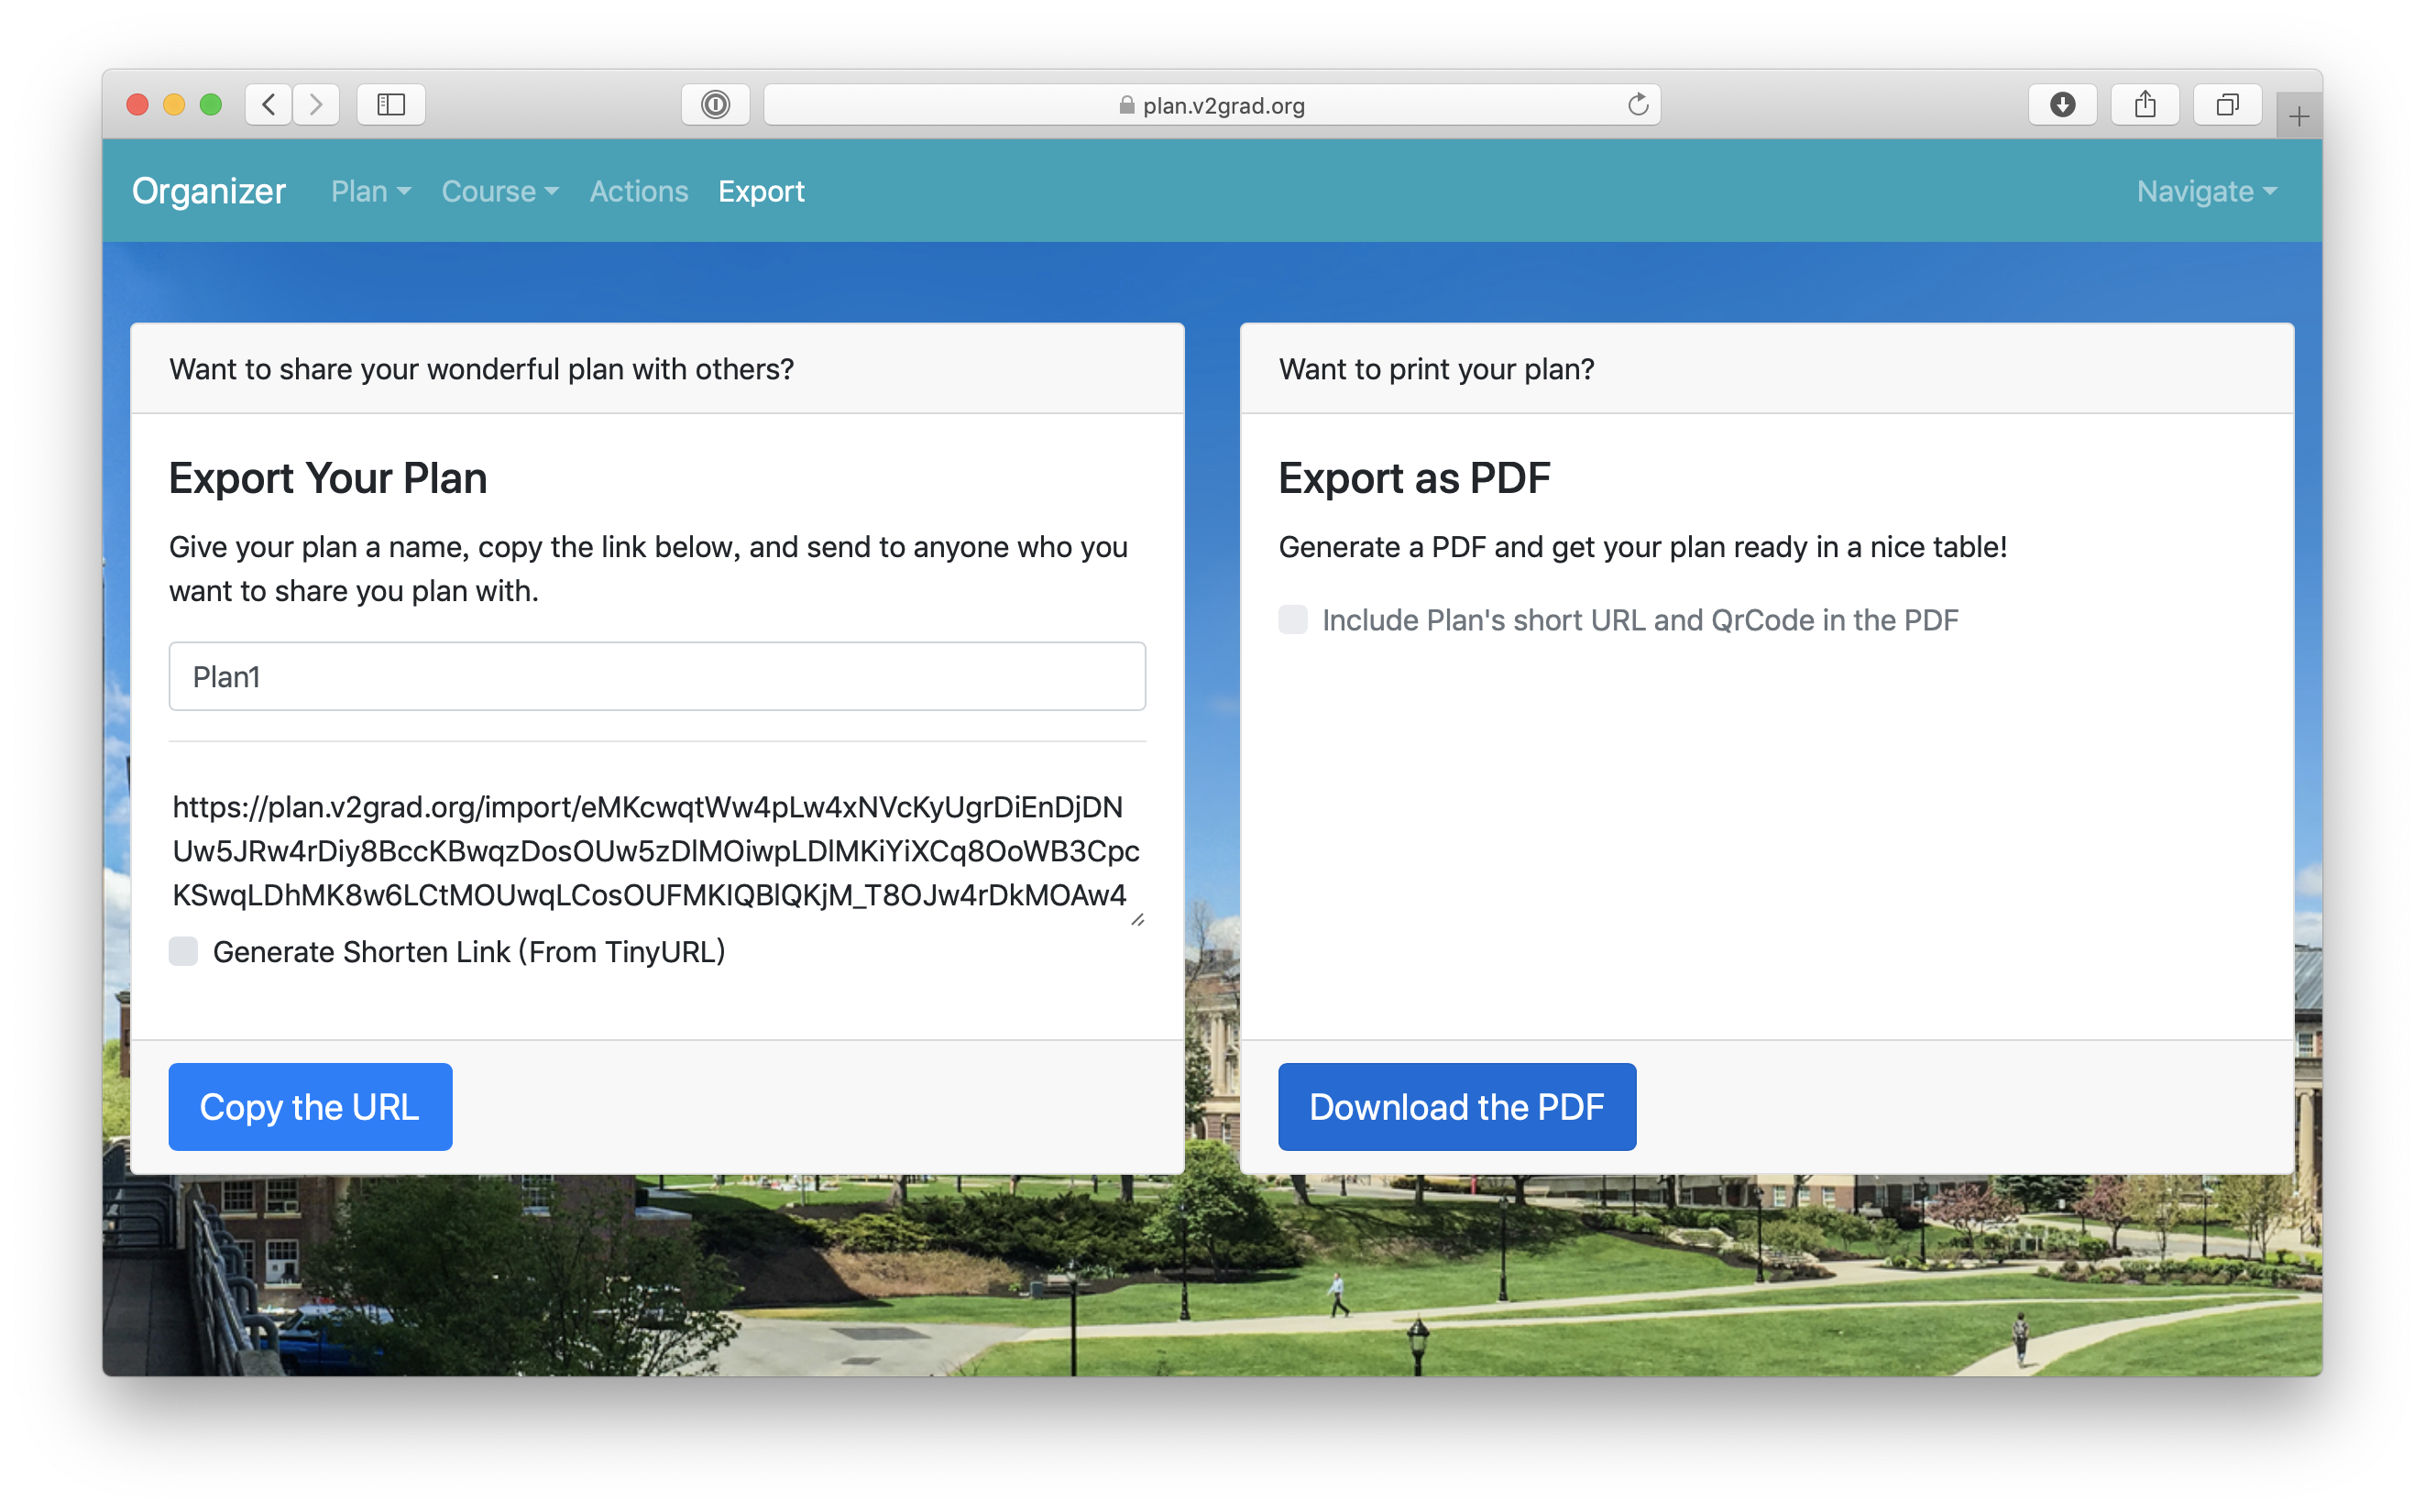 plan.v2grad.org
Organizer Plan Course Actions Export Navigate
Want to share your wonderful plan with others?
Export Your Plan
Give your plan a name, copy the link below, and send to anyone who you
want to share you plan with.
Plan1
https://plan.v2grad.org/import/eMKcwqtWw4pLw4xNVcKyUgrDiEnDjDN
Uw5JRw4rDiy8BccKBwqzDosOUw5zDlMOiwpLDlMKiYiXCq8OoWB3Cpc
KSwqLDhMK8w6LCtMOUwqLCosOUFMKIQBlQKjM_T8OJw4rDkMOAw4
Generate Shorten Link (From TinyURL)
Copy the URL
Want to print your plan?
Export as PDF
Generate a PDF and get your plan ready in a nice table!
Include Plan's short URL and QrCode in the PDF
Download the PDF